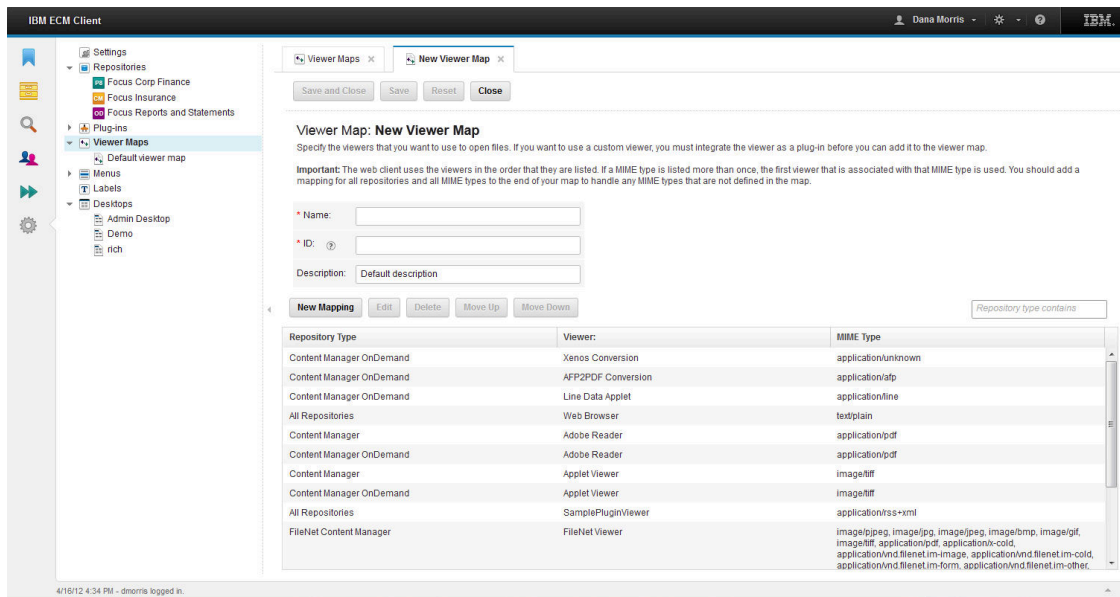 IBM ECM Client
Dana Morris
IBM.
Settings
Repositories
Focus Corp Finance
Focus Insurance
Focus Reports and Statements
Plug-ins
Viewer Maps
Default viewer map
Menus
Labels
Desktops
Admin Desktop
Demo
rich
Viewer Maps
New Viewer Map
Save and Close Save Reset Close
Viewer Map: New Viewer Map
Specify the viewers that you want to use to open files. If you want to use a custom viewer, you must integrate the viewer as a plug-in before you can add it to the viewer map.
Important: The web client uses the viewers in the order that they are listed. If a MIME type is listed more than once, the first viewer that is associated with that MIME type is used. You should add a
mapping for all repositories and all MIME types to the end of your map to handle any MIME types that are not defined in the map.
* Name:
* ID: ?
Description: Default description
New Mapping Edit Delete Move Up Move Down Repository type contains
Repository Type Viewer: MIME Type
Content Manager OnDemand Xenos Conversion application/unknown
Content Manager OnDemand AFP2PDF Conversion application/afp
Content Manager OnDemand Line Data Applet application/line
All Repositories Web Browser text/plain
Content Manager Adobe Reader application/pdf
Content Manager OnDemand Adobe Reader application/pdf
Content Manager Applet Viewer image/tiff
Content Manager OnDemand Applet Viewer image/tiff
All Repositories SamplePluginViewer application/rss+xml
FileNet Content Manager FileNet Viewer image/pjpeg, image/jpg, image/jpeg, image/bmp, image/gif,
image/tiff, application/pdf, application/x-cold,
application/vnd.filenet.im-image, application/vnd.filenet.im-cold,
application/vnd.filenet.im-form, application/vnd.filenet.im-other,
4/16/12 4:34 PM - dmorris logged in.